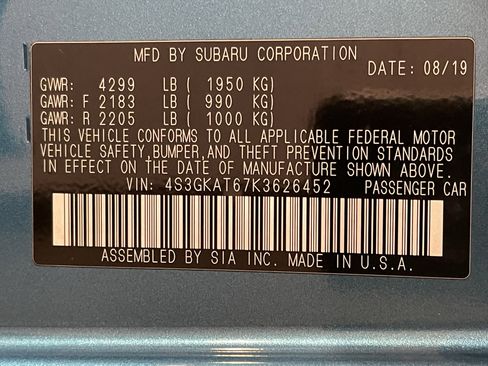 MFD BY SUBARU CORPORATION
DATE: 08/19
GVWR: 4299 LB ( 1950 KG)
GAWR: F 2183 LB ( 990 KG)
GAWR: R 2205 LB ( 1000 KG)
THIS VEHICLE CONFORMS TO ALL APPLICABLE FEDERAL MOTOR
VEHICLE SAFETY,BUMPER,AND THEFT PREVENTION STANDARDS
IN EFFECT ON THE DATE OF MANUFACTURE SHOWN ABOVE.
VIN: 4S3GKAT67K3626452 PASSENGER CAR
ASSEMBLED BY SIA INC. MADE IN U.S.A.